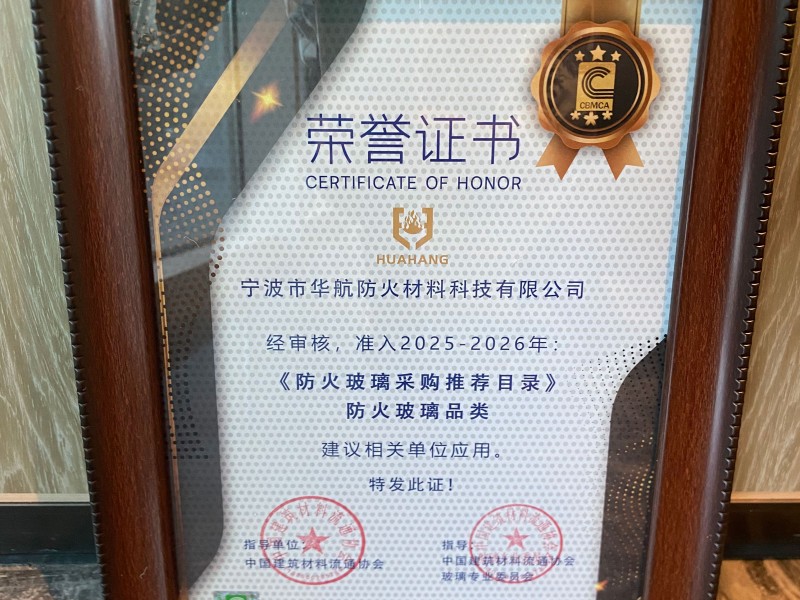 CBMCA
荣誉证书
CERTIFICATE OF HONOR
HUAHANG
宁波市华航防火材料科技有限公司
经审核，准入2025-2026年：
《防火玻璃采购推荐目录》
防火玻璃品类
建议相关单位应用。
特发此证！
指导单位：
中国建筑材料流通协会
指导
中国建筑材料流通协会
玻璃专业委员会